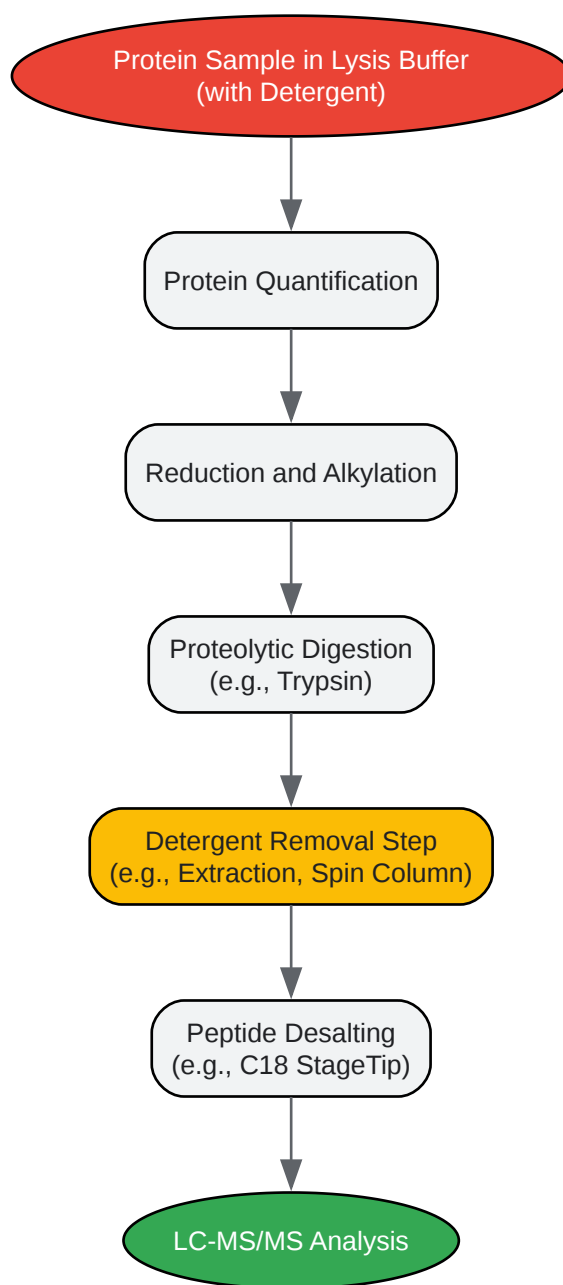 Protein Sample in Lysis Buffer
(with Detergent)
Protein Quantification
Reduction and Alkylation
Proteolytic Digestion
(e.g., Trypsin)
Detergent Removal Step
(e.g., Extraction, Spin Column)
Peptide Desalting
(e.g., C18 StageTip)
LC-MS/MS Analysis